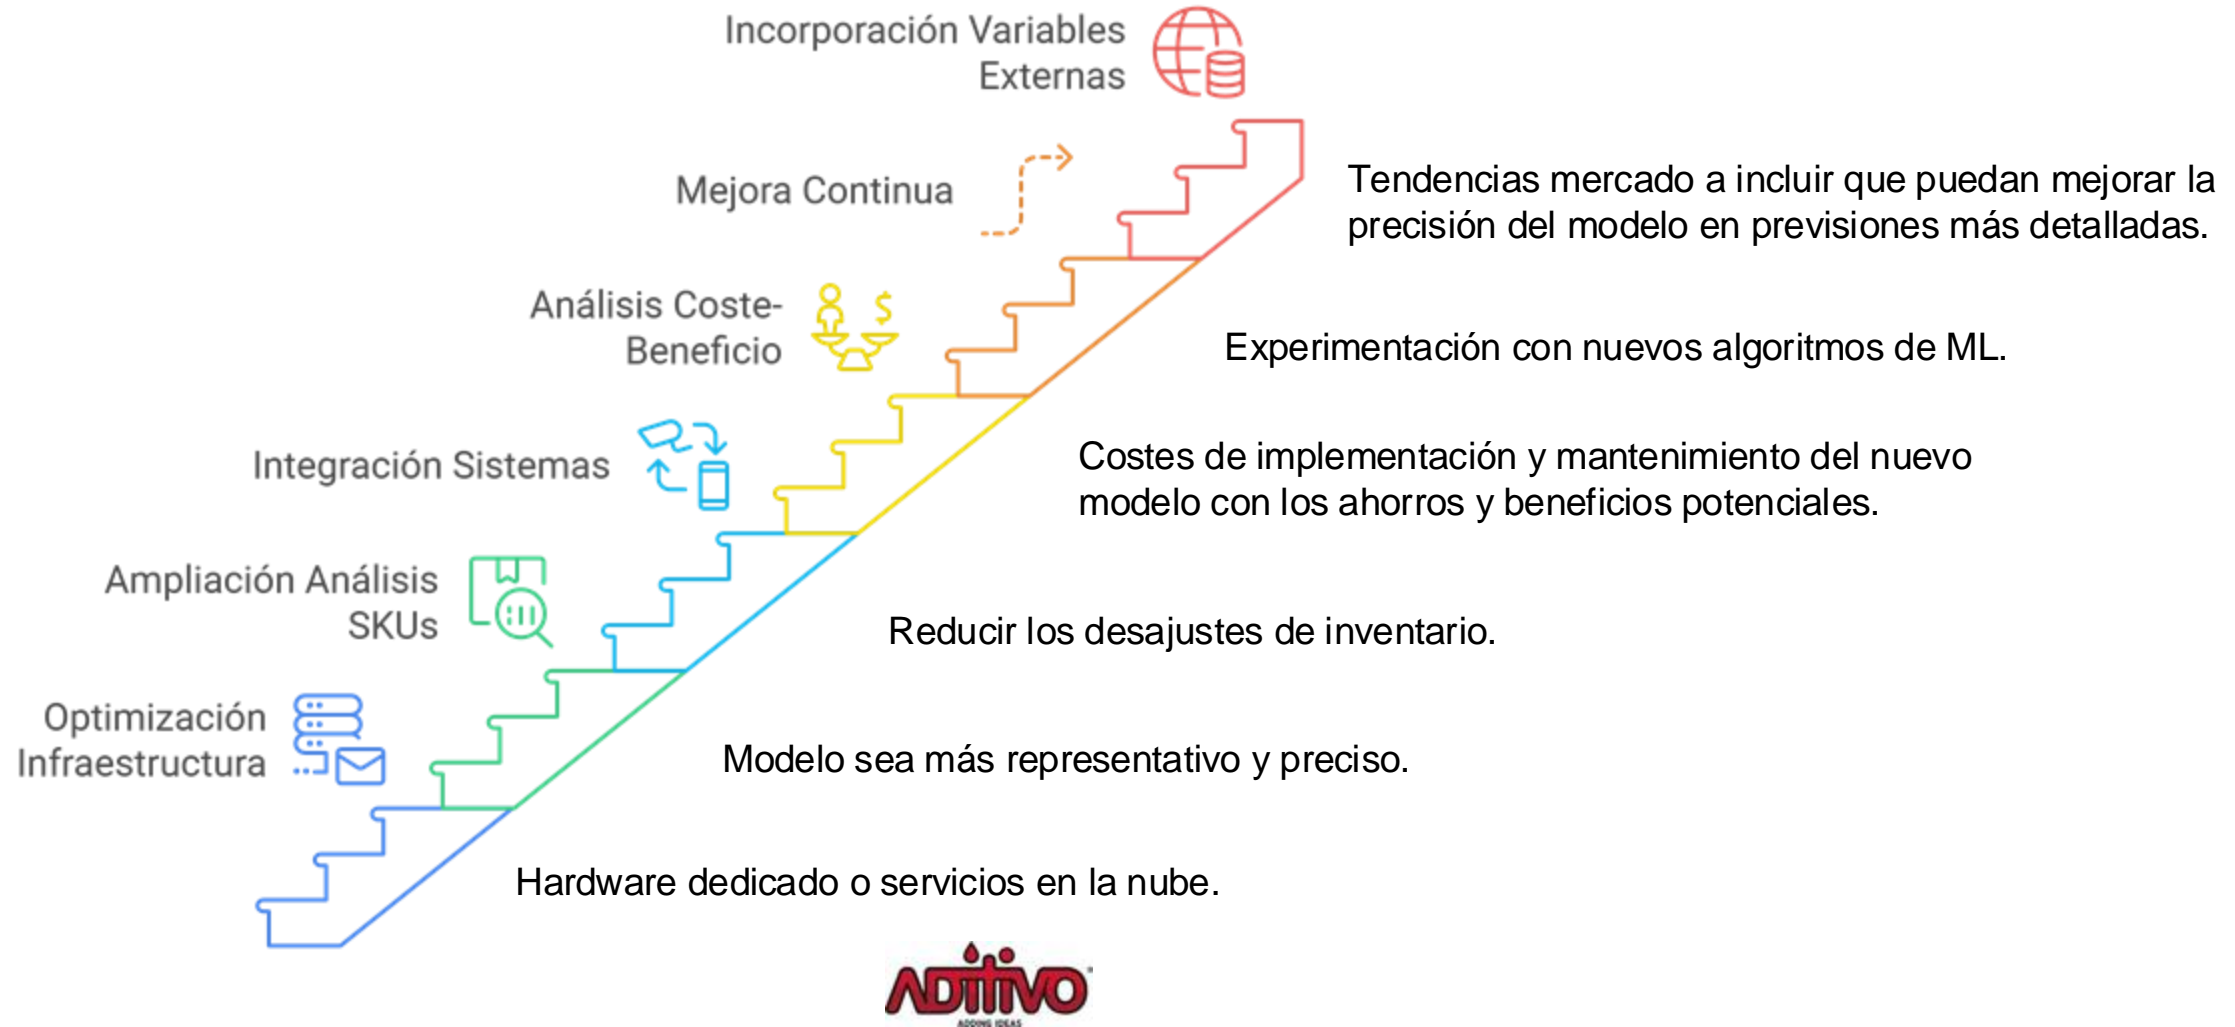 Incorporación Variables
Externas
Tendencias mercado a incluir que puedan mejorar la
precisión del modelo en previsiones más detalladas.
Mejora Continua
Experimentación con nuevos algoritmos de ML.
Análisis Coste-
Beneficio
Costes de implementación y mantenimiento del nuevo
modelo con los ahorros y beneficios potenciales.
Integración Sistemas
Reducir los desajustes de inventario.
Ampliación Análisis
SKUs
Modelo sea más representativo y preciso.
Optimización
Infraestructura
Hardware dedicado o servicios en la nube.
ADITIVO
ADDING IDEAS